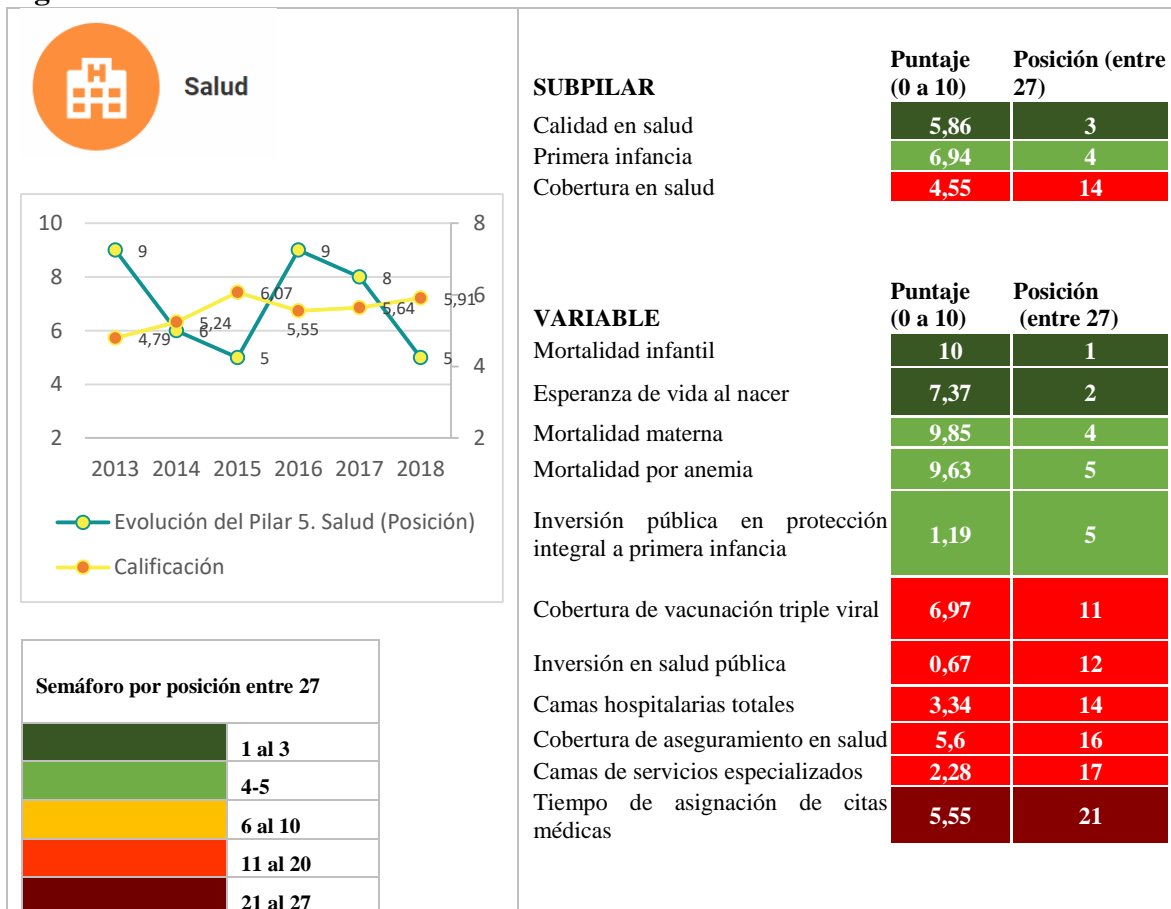 Salud
10
8
6
4
2
8
6
4
2
9
6
5
9
8
5
4,79
5,24
6,07
5,55
5,64
5,91
2013 2014 2015 2016 2017 2018
Evolución del Pilar 5. Salud (Posición)
Calificación
Semáforo por posición entre 27
1 al 3
4-5
6 al 10
11 al 20
21 al 27
Puntaje Posición (entre
SUBPILAR (0 a 10) 27)
Calidad en salud 5,86 3
Primera infancia 6,94 4
Cobertura en salud 4,55 14
Puntaje Posición
VARIABLE (0 a 10) (entre 27)
Mortalidad infantil 10 1
Esperanza de vida al nacer 7,37 2
Mortalidad materna 9,85 4
Mortalidad por anemia 9,63 5
Inversión pública en protección
integral a primera infancia 1,19 5
Cobertura de vacunación triple viral 6,97 11
Inversión en salud pública 0,67 12
Camas hospitalarias totales 3,34 14
Cobertura de aseguramiento en salud 5,6 16
Camas de servicios especializados 2,28 17
Tiempo de asignación de citas
médicas 5,55 21